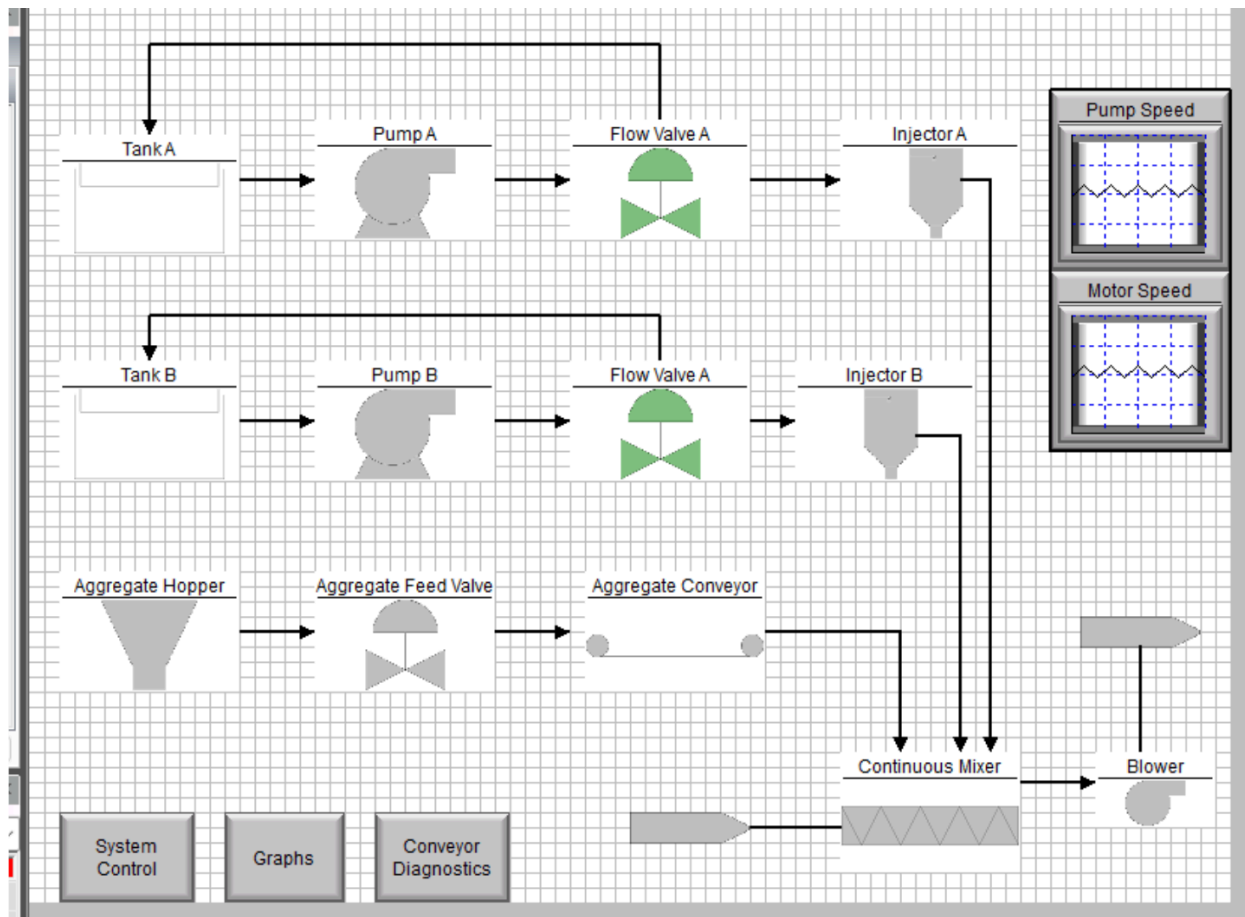 Tank A
Pump A
Flow Valve A
Injector A
Pump Speed
Motor Speed
Tank B
Pump B
Flow Valve A
Injector B
Aggregate Hopper
Aggregate Feed Valve
Aggregate Conveyor
Continuous Mixer
Blower
System
Control
Graphs
Conveyor
Diagnostics